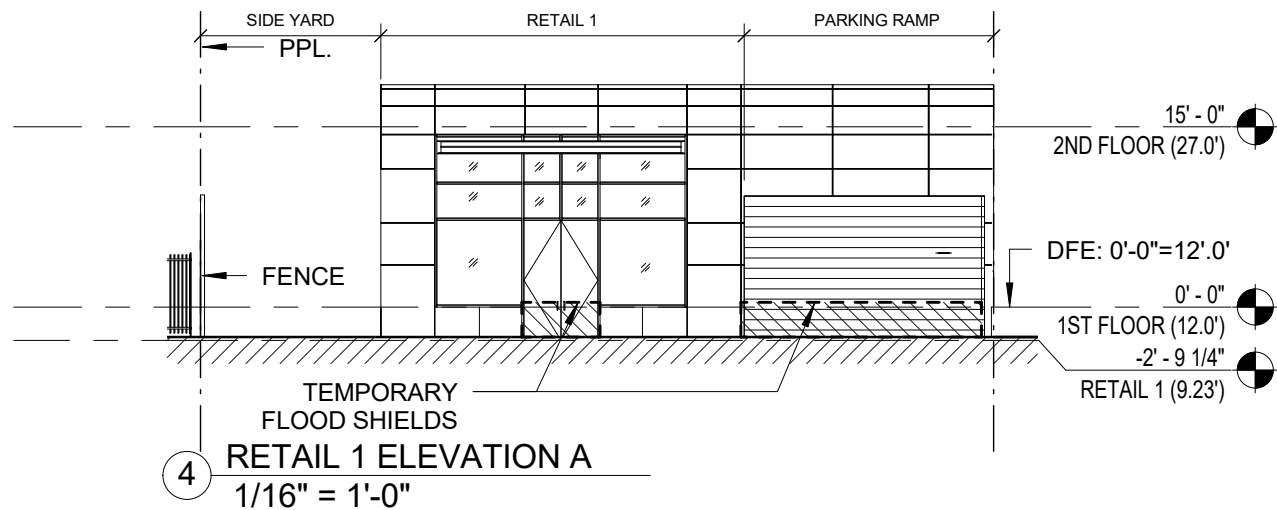 SIDE YARD
RETAIL 1
PARKING RAMP
PPL.
15' - 0"
2ND FLOOR (27.0')
FENCE
DFE: 0'-0"=12'.0'
0' - 0"
1ST FLOOR (12.0')
-2' - 9 1/4"
RETAIL 1 (9.23')
TEMPORARY
FLOOD SHIELDS
4
RETAIL 1 ELEVATION A
1/16" = 1'-0"